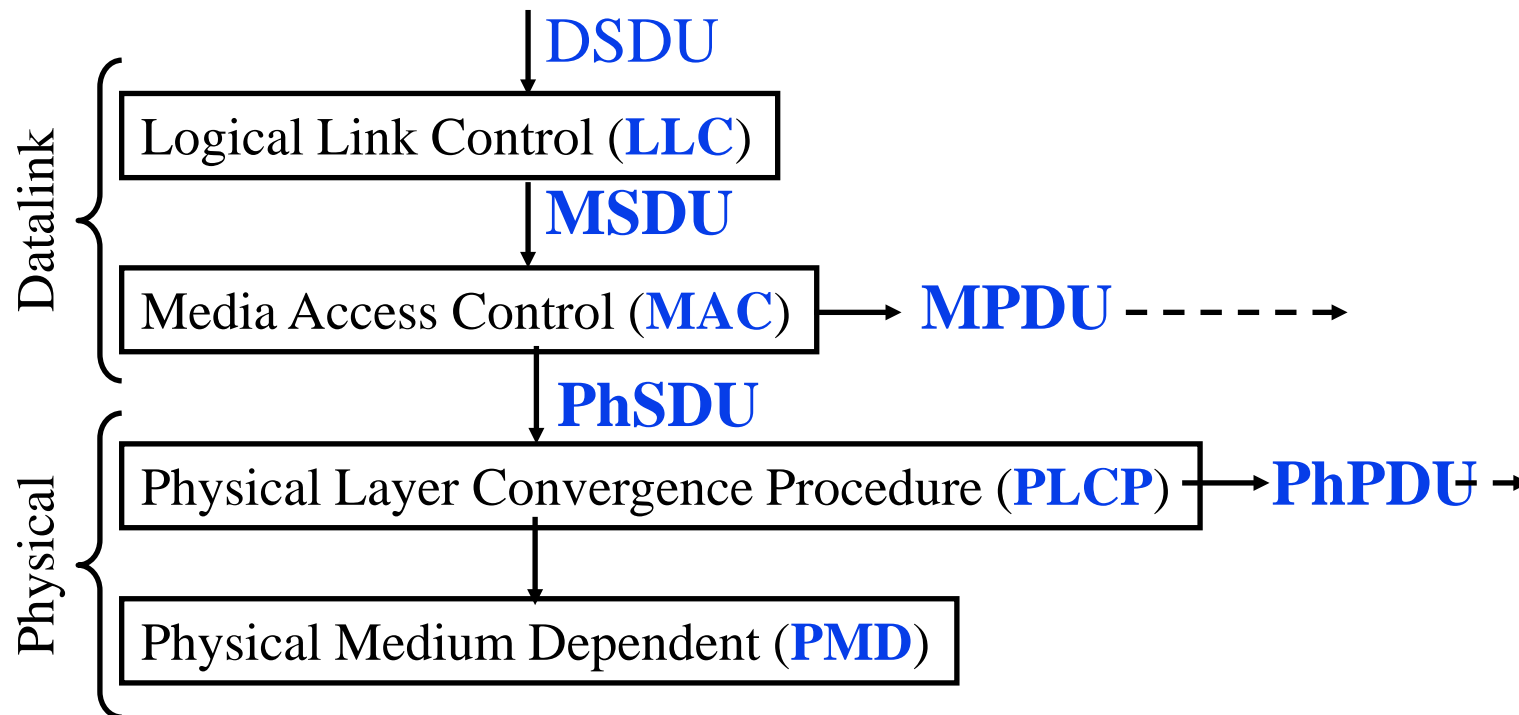 DSDU
Datalink
Logical Link Control (LLC)
MSDU
Media Access Control (MAC)
MPDU
PhSDU
Physical
Physical Layer Convergence Procedure (PLCP)
PhPDU
Physical Medium Dependent (PMD)